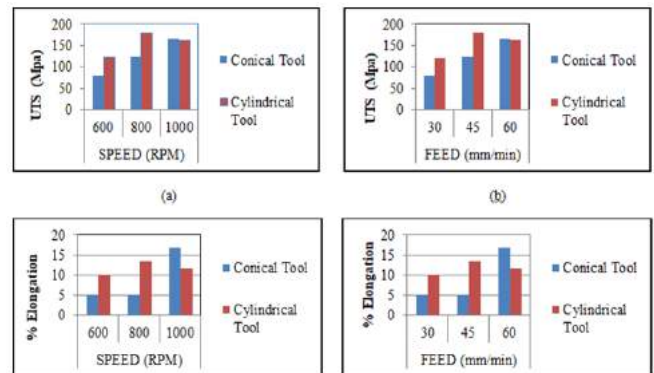 UTS (Mpa)
200
150
100
50
0
600 800 1000
SPEED (RPM)
Conical Tool
Cylindrical
Tool
(a)
UTS (Mpa)
200
150
100
50
0
30 45 60
FEED (mm/min)
Conical Tool
Cylindrical
Tool
(b)
% Elongation
20
15
10
5
0
600 800 1000
SPEED (RPM)
Conical Tool
Cylindrical
Tool
% Elongation
20
15
10
5
0
30 45 60
FEED (mm/min)
Conical Tool
Cylindrical
Tool